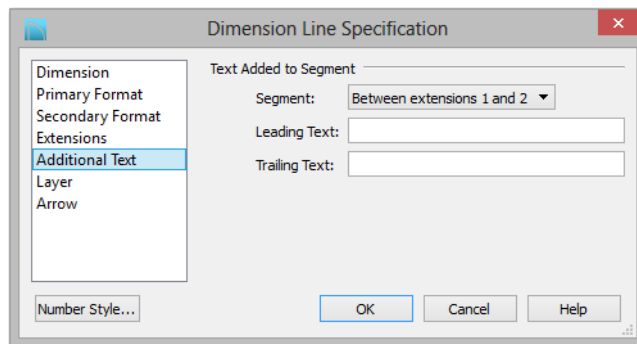 Dimension Line Specification
Dimension
Primary Format
Secondary Format
Extensions
Additional Text
Layer
Arrow
Text Added to Segment
Segment: Between extensions 1 and 2
Leading Text:
Trailing Text:
Number Style... OK Cancel Help